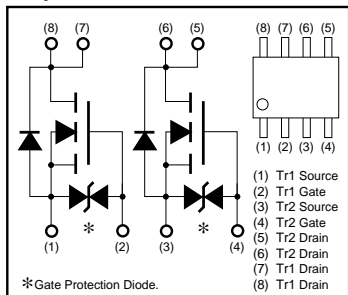 (8) (7) (6) (5) (8) (7) (6) (5)
(1) (2) (3) (4)
(1) * (2) (3) * (4)
(1) Tr1 Source
(2) Tr1 Gate
(3) Tr2 Source
(4) Tr2 Gate
(5) Tr2 Drain
(6) Tr2 Drain
(7) Tr1 Drain
(8) Tr1 Drain
*Gate Protection Diode.